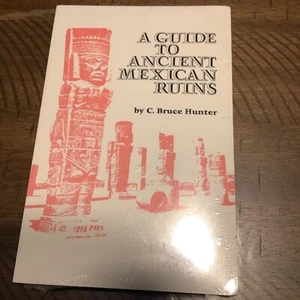 A GUIDE
TO
ANCIENT
MEXICAN
RUINS
by C. Bruce Hunter